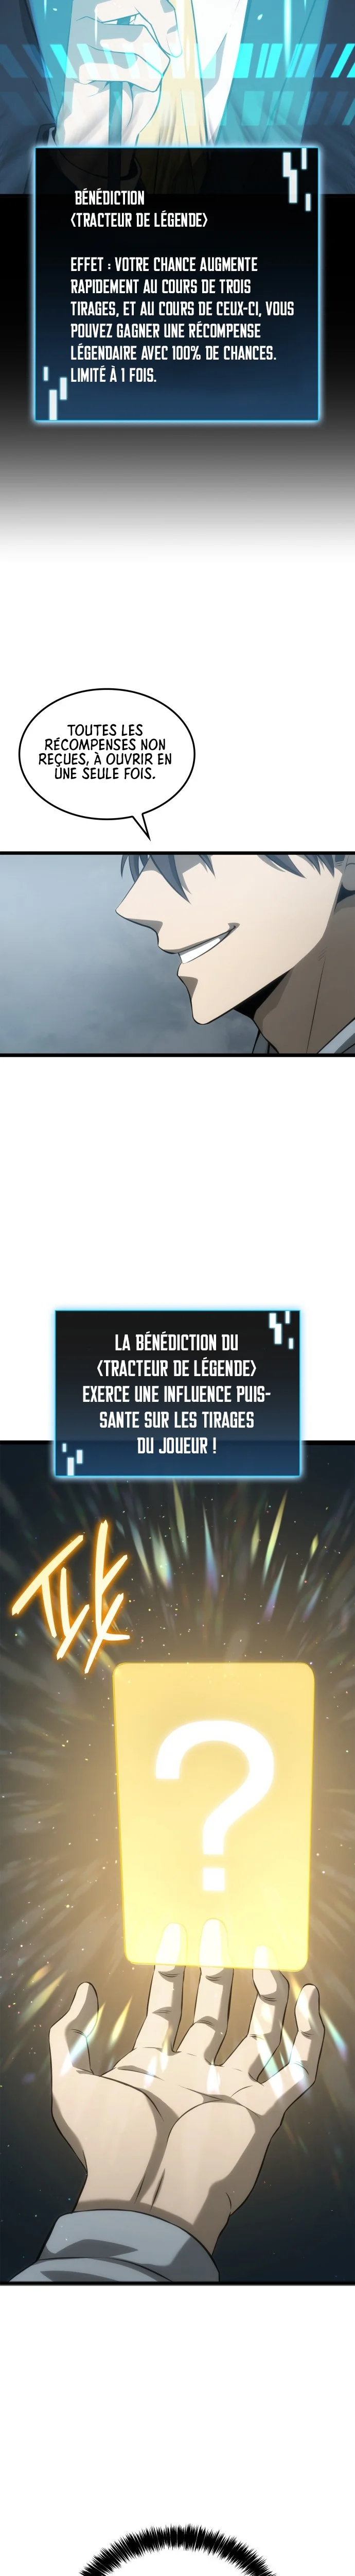 BÉNÉDICTION
<TRACTEUR DE LÉGENDE>
EFFET : VOTRE CHANCE AUGMENTE
RAPIDEMENT AU COURS DE TROIS
TIRAGES, ET AU COURS DE CEUX-CI, VOUS
POUVEZ GAGNER UNE RÉCOMPENSE
LÉGENDAIRE AVEC 100% DE CHANCES.
LIMITÉ À 1 FOIS.
TOUTES LES
RÉCOMPENSES NON
REÇUES, À OUVRIR EN
UNE SEULE FOIS.
LA BÉNÉDICTION DU
<TRACTEUR DE LÉGENDE>
EXERCE UNE INFLUENCE PUIS-
SANTE SUR LES TIRAGES
DU JOUEUR !
?